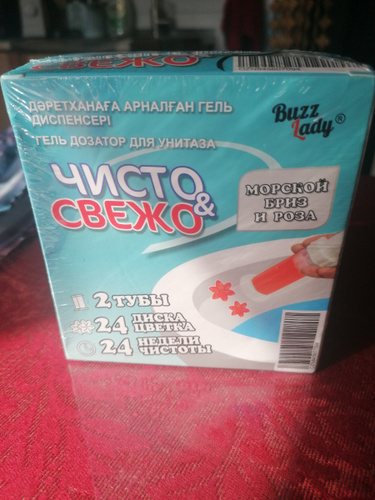 СВЕЖО
ДӘРЕТХАНАҒА АРНАЛҒАН ГЕЛЬ
ДИСПЕНСЕРІ
ГЕЛЬ ДОЗАТОР ДЛЯ УНИТАЗА
Buzz
Lady®
ЧИСТО
&
СВЕЖО
МОРСКОЙ
БРИЗ
И РОЗА
2 ТУБЫ
24 ДИСКА
ЦВЕТКА
24 НЕДЕЛИ
ЧИСТОТЫ